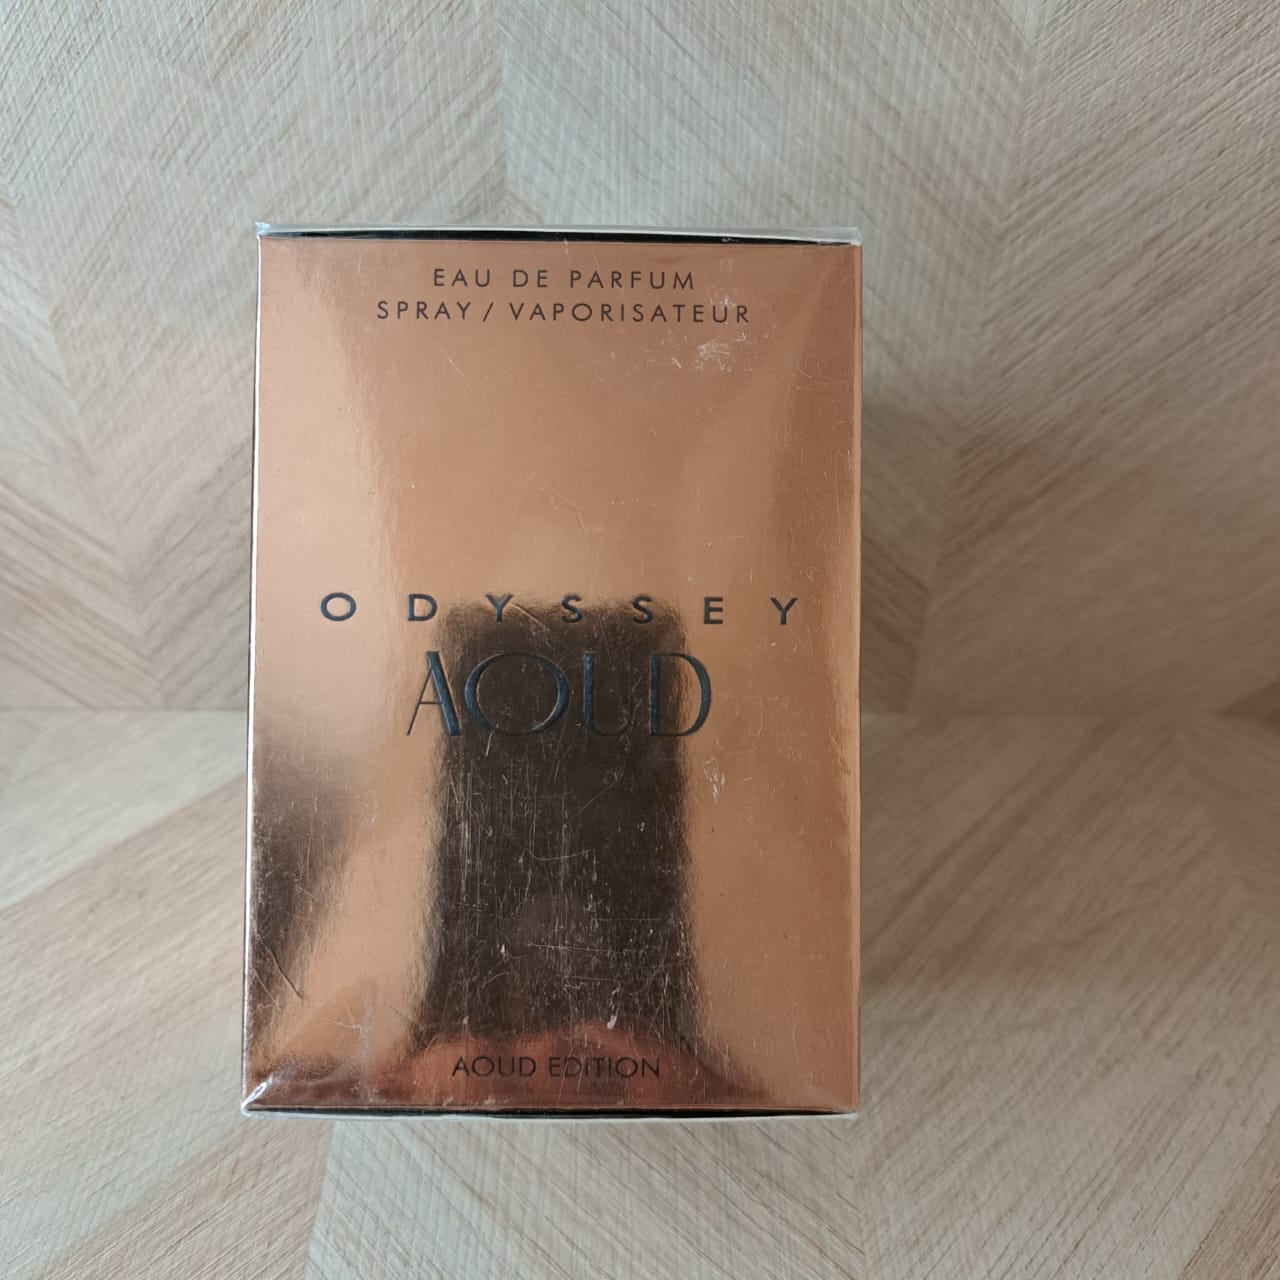 EAU DE PARFUM
SPRAY / VAPORISATEUR
ODYSSEY
AOUD
AOUD EDITION